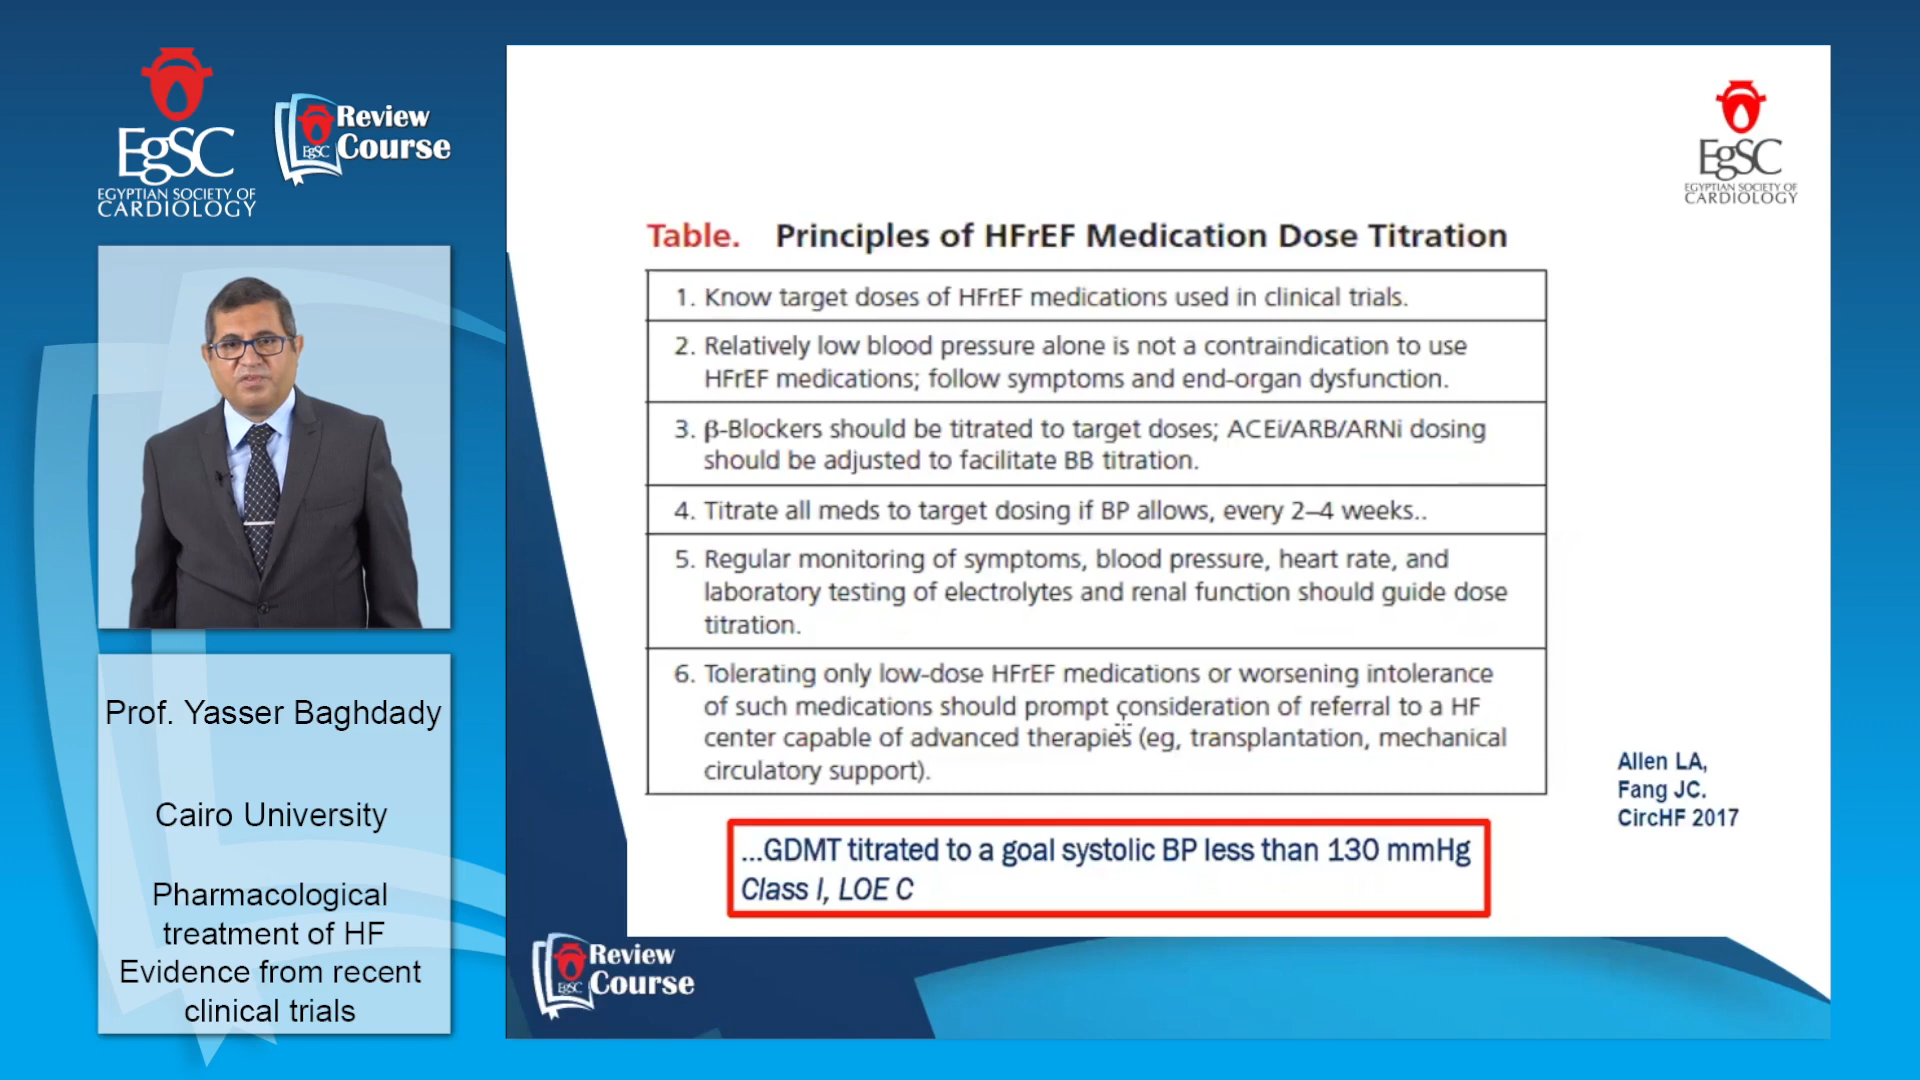 EgSC
EGYPTIAN SOCIETY OF
CARDIOLOGY
Review
Course
EgSC
Prof. Yasser Baghdady
Cairo University
Pharmacological
treatment of HF
Evidence from recent
clinical trials
EgSC
EGYPTIAN SOCIETY OF
CARDIOLOGY
Table. Principles of HFrEF Medication Dose Titration
1. Know target doses of HFrEF medications used in clinical trials.
2. Relatively low blood pressure alone is not a contraindication to use
HFrEF medications; follow symptoms and end-organ dysfunction.
3. β-Blockers should be titrated to target doses; ACEi/ARB/ARNi dosing
should be adjusted to facilitate BB titration.
4. Titrate all meds to target dosing if BP allows, every 2–4 weeks..
5. Regular monitoring of symptoms, blood pressure, heart rate, and
laboratory testing of electrolytes and renal function should guide dose
titration.
6. Tolerating only low-dose HFrEF medications or worsening intolerance
of such medications should prompt consideration of referral to a HF
center capable of advanced therapies (eg, transplantation, mechanical
circulatory support).
Allen LA,
Fang JC.
CircHF 2017
...GDMT titrated to a goal systolic BP less than 130 mmHg
Class I, LOE C
Review
Course
EgSC